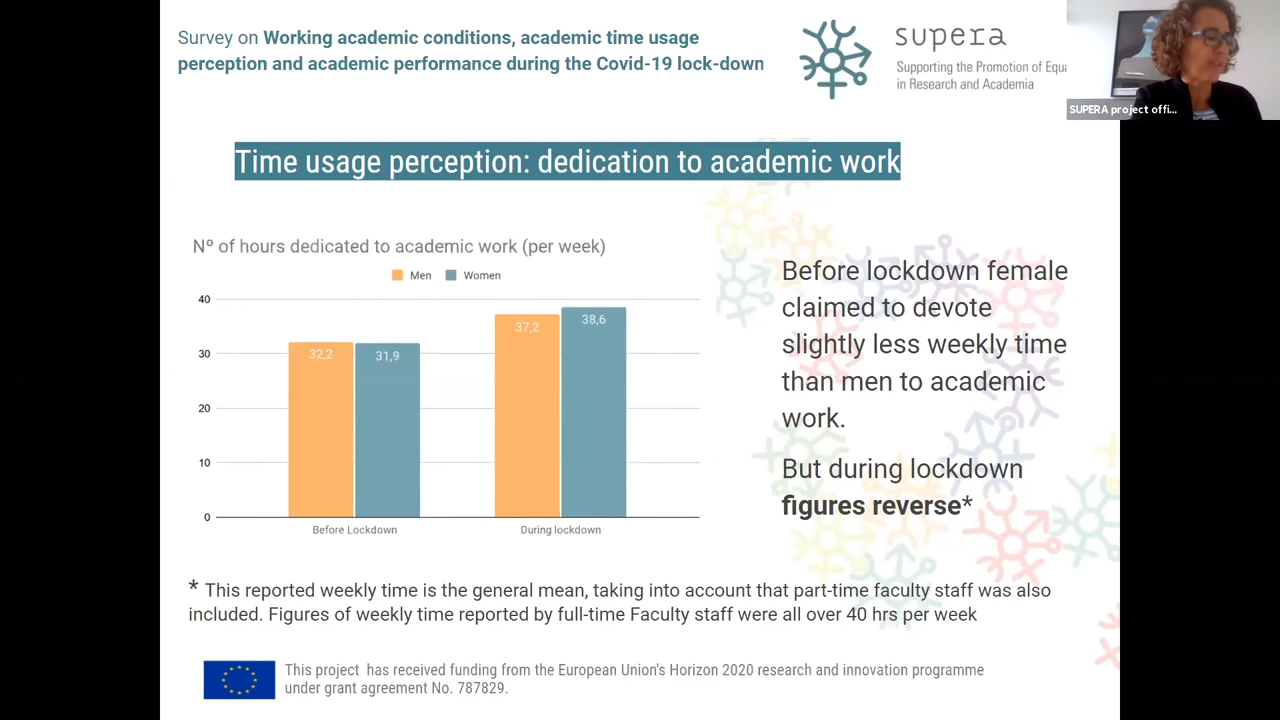 Survey on Working academic conditions, academic time usage
perception and academic performance during the Covid-19 lock-down
supera
Supporting the Promotion of Equa
in Research and Academia
SUPERA project offi...
Time usage perception: dedication to academic work
Nº of hours dedicated to academic work (per week)
Men Women
40
30
20
10
0
32,2
31,9
37,2
38,6
Before Lockdown
During lockdown
Before lockdown female
claimed to devote
slightly less weekly time
than men to academic
work.
But during lockdown
figures reverse*
* This reported weekly time is the general mean, taking into account that part-time faculty staff was also
included. Figures of weekly time reported by full-time Faculty staff were all over 40 hrs per week
This project has received funding from the European Union's Horizon 2020 research and innovation programme
under grant agreement No. 787829.